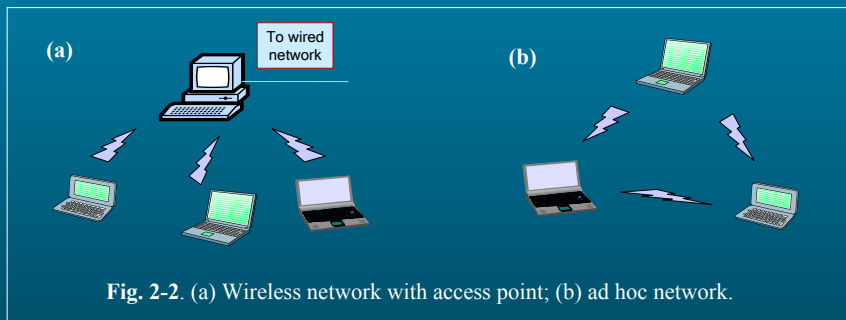 (a)
To wired
network
(b)
Fig. 2-2. (a) Wireless network with access point; (b) ad hoc network.